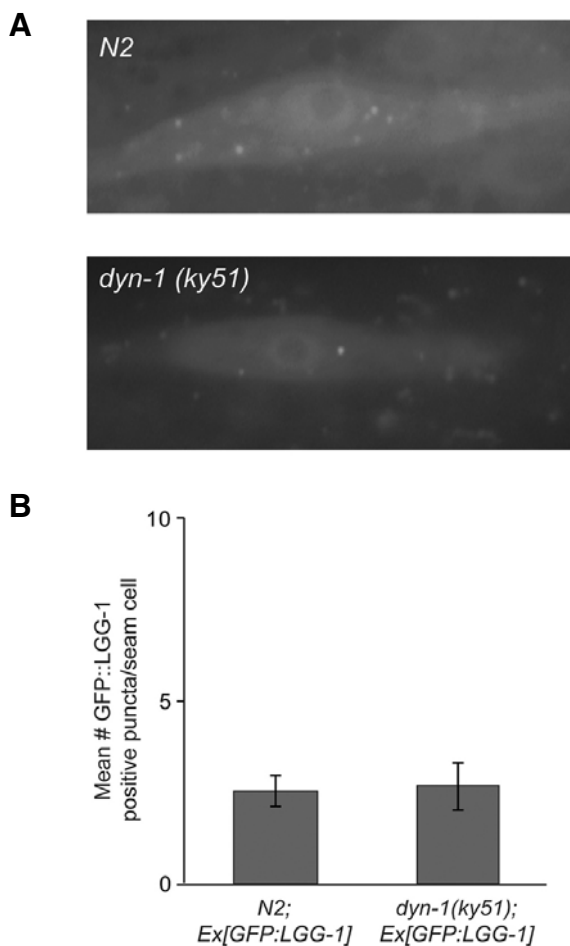 A
N2
dyn-1 (ky51)
B
10
5
0
Mean # GFP::LGG-1
positive puncta/seam cell
N2;
Ex[GFP:LGG-1]
dyn-1(ky51);
Ex[GFP:LGG-1]